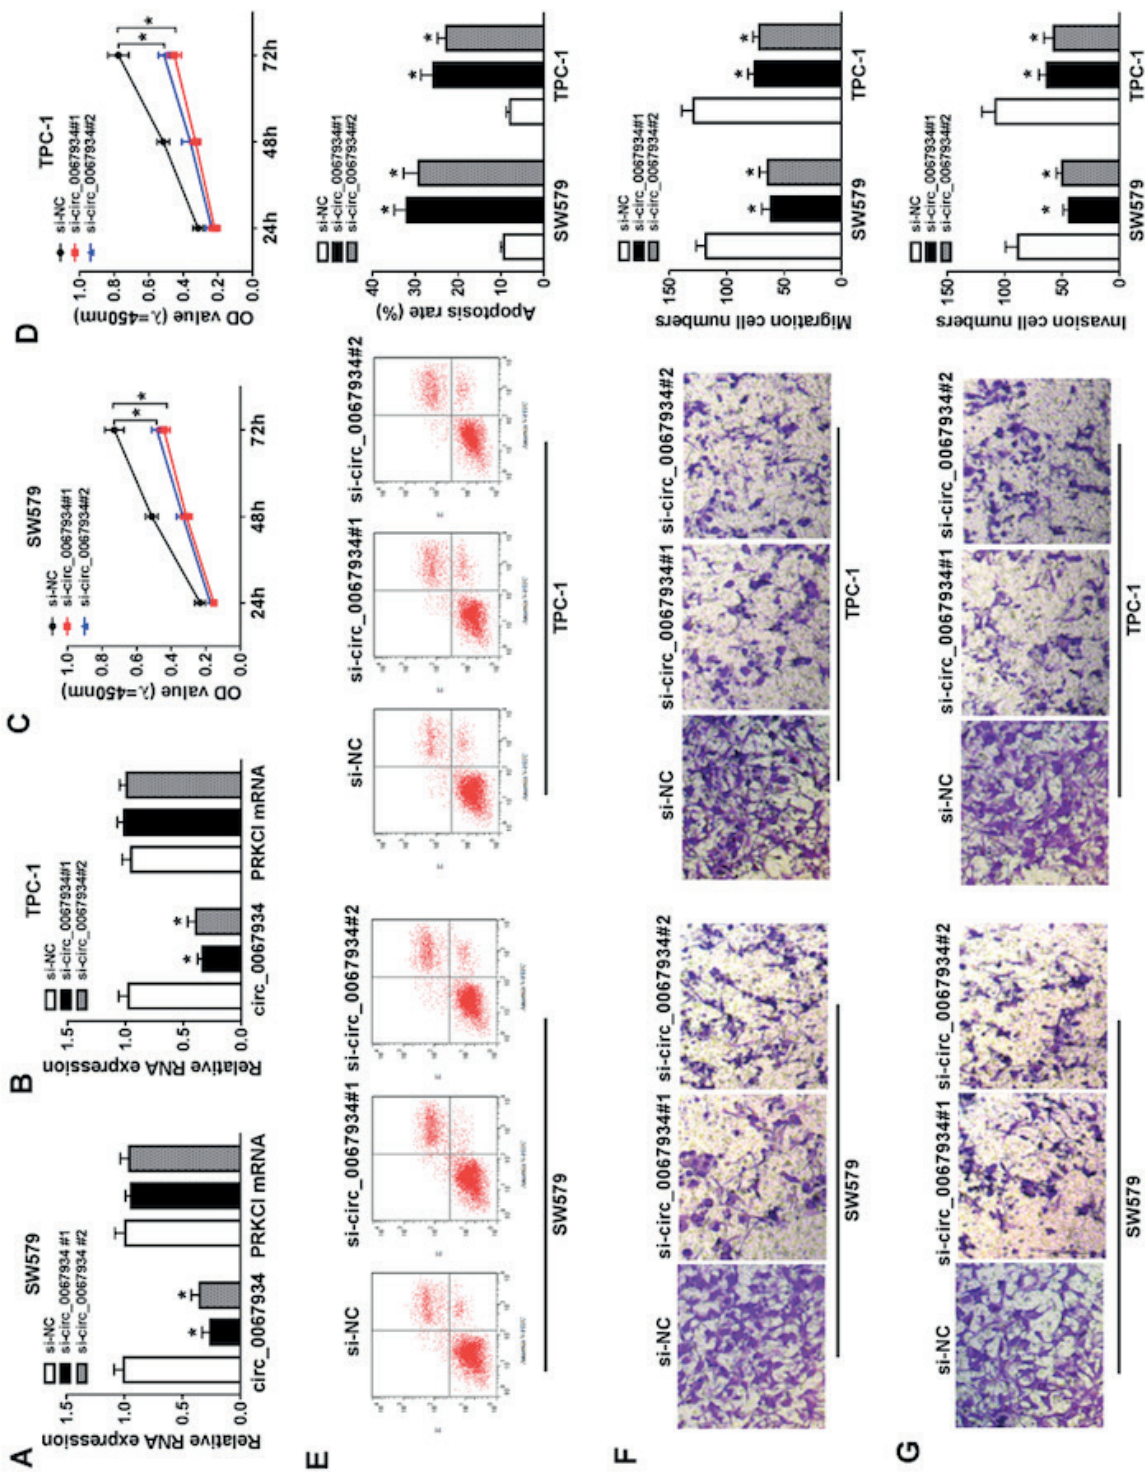 A
SW579
si-NC
si-circ_0067934 #1
si-circ_0067934 #2
Relative RNA expression
1.5
1.0
0.5
0.0
*
*
circ_0067934
PRKCI mRNA
B
TPC-1
si-NC
si-circ_0067934#1
si-circ_0067934#2
Relative RNA expression
1.5
1.0
0.5
0.0
*
*
circ_0067934
PRKCI mRNA
C
SW579
si-NC
si-circ_0067934#1
si-circ_0067934#2
OD value (λ=450nm)
1.0
0.8
0.6
0.4
0.2
0.0
*
*
24h
48h
72h
D
TPC-1
si-NC
si-circ_0067934#1
si-circ_0067934#2
OD value (λ=450nm)
1.0
0.8
0.6
0.4
0.2
0.0
*
*
24h
48h
72h
E
si-NC
si-circ_0067934#1
si-circ_0067934#2
SW579
si-NC
si-circ_0067934#1
si-circ_0067934#2
TPC-1
si-NC
si-circ_0067934#1
si-circ_0067934#2
Apoptosis rate (%)
40
30
20
10
0
*
*
*
*
SW579
TPC-1
F
si-NC
si-circ_0067934#1
si-circ_0067934#2
SW579
si-NC
si-circ_0067934#1
si-circ_0067934#2
TPC-1
si-NC
si-circ_0067934#1
si-circ_0067934#2
Migration cell numbers
150
100
50
0
*
*
*
*
SW579
TPC-1
G
si-NC
si-circ_0067934#1
si-circ_0067934#2
SW579
si-NC
si-circ_0067934#1
si-circ_0067934#2
TPC-1
si-NC
si-circ_0067934#1
si-circ_0067934#2
Invasion cell numbers
150
100
50
0
*
*
*
*
SW579
TPC-1